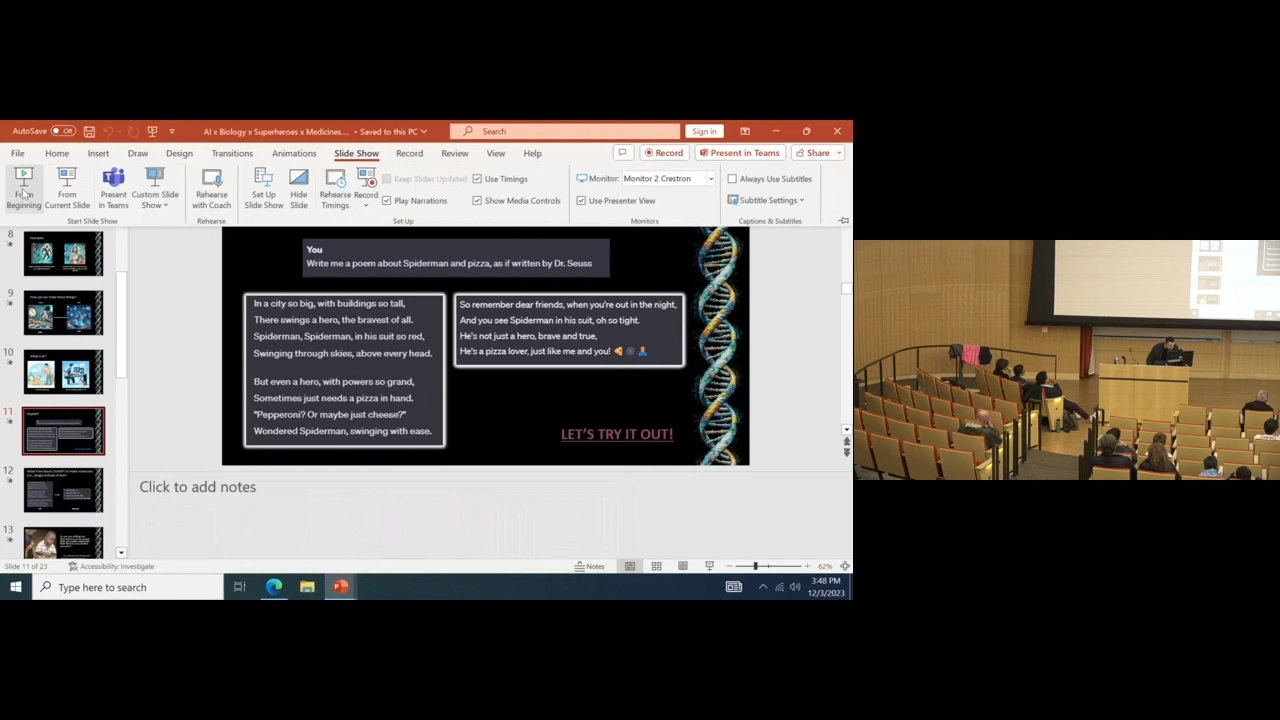 AutoSave Off AI x Biology x Superheroes x Medicines... • Saved to this PC Search Sign in
File Home Insert Draw Design Transitions Animations Slide Show Record Review View Help Record Present in Teams Share
From Beginning
From Current Slide
Present in Teams
Custom Slide Show
Rehearse with Coach
Set Up Slide Show
Hide Slide
Rehearse Timings
Record
Keep Slides Updated
Play Narrations
Use Timings
Show Media Controls
Monitor: Monitor 2 Crestron
Use Presenter View
Always Use Subtitles
Subtitle Settings
Start Slide Show Rehearse Set Up Monitors Captions & Subtitles
8
9
10
11
12
13
You
Write me a poem about Spiderman and pizza, as if written by Dr. Seuss
In a city so big, with buildings so tall,
There swings a hero, the bravest of all.
Spiderman, Spiderman, in his suit so red,
Swinging through skies, above every head.
But even a hero, with powers so grand,
Sometimes just needs a pizza in hand.
"Pepperoni? Or maybe just cheese?"
Wondered Spiderman, swinging with ease.
So remember dear friends, when you're out in the night,
And you see Spiderman in his suit, oh so tight.
He's not just a hero, brave and true,
He's a pizza lover, just like me and you! 🍕🕷️👤
LET'S TRY IT OUT!
Click to add notes
Slide 11 of 23 Accessibility: Investigate Notes 62%
Type here to search
3:48 PM
12/3/2023